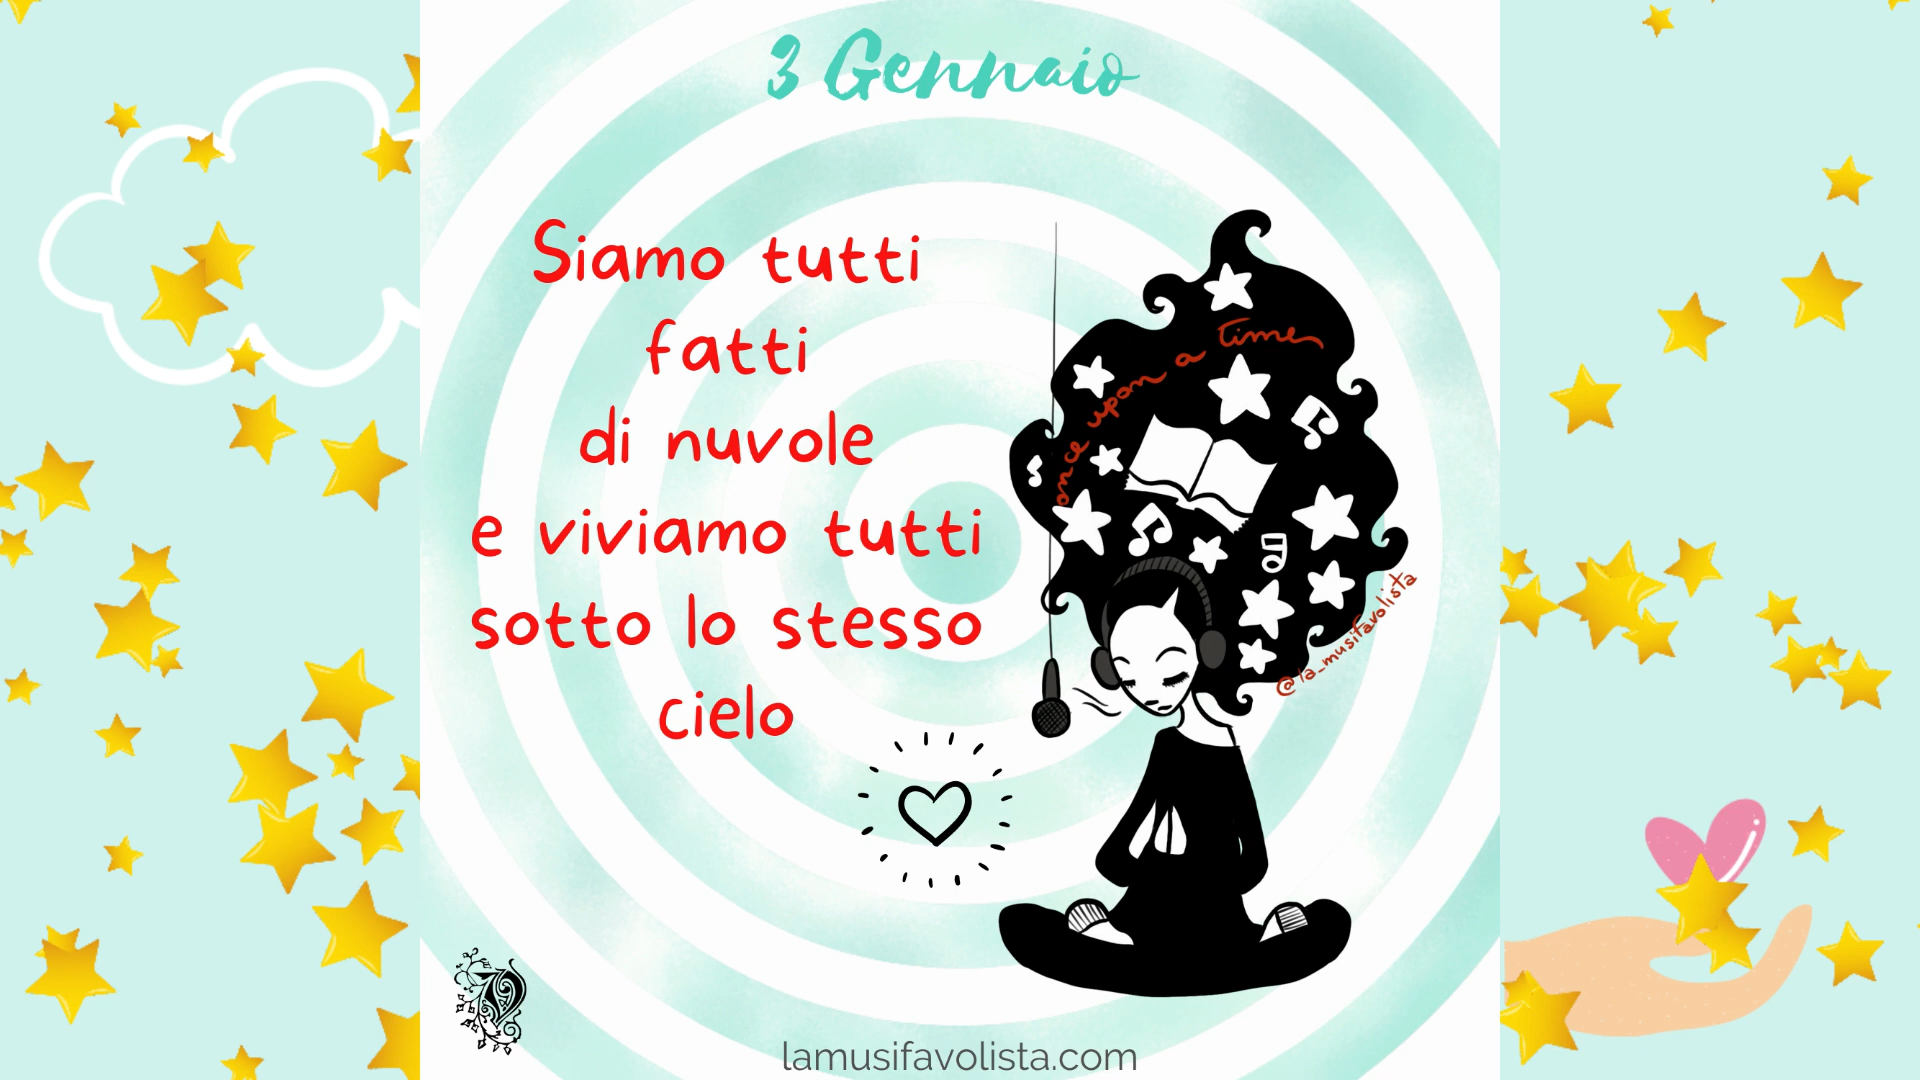 3 Gennaio
Siamo tutti
fatti
di nuvole
e viviamo tutti
sotto lo stesso
cielo
once upon a time
@la_musifavolista
lamusifavolista.com